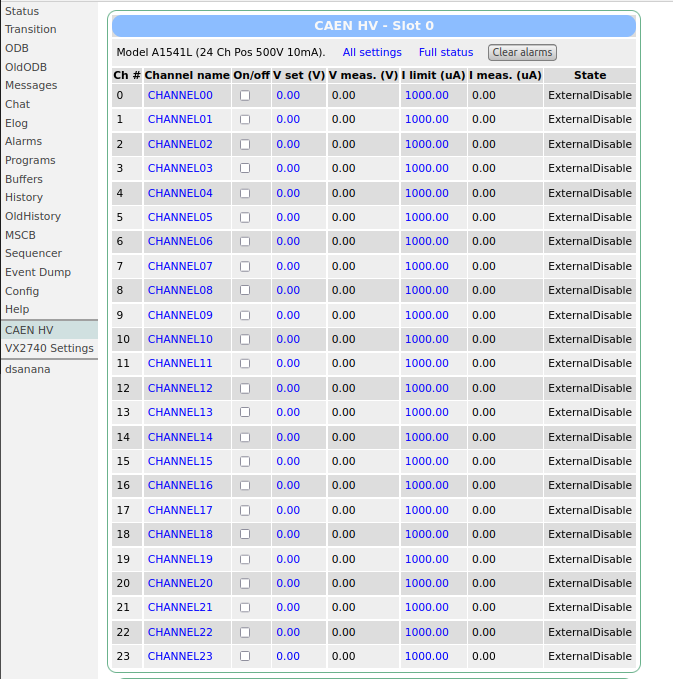 Status
Transition
ODB
OldODB
Messages
Chat
Elog
Alarms
Programs
Buffers
History
OldHistory
MSCB
Sequencer
Event Dump
Config
Help
CAEN HV
VX2740 Settings
dsanana
CAEN HV - Slot 0
Model A1541L (24 Ch Pos 500V 10mA). All settings Full status Clear alarms
Ch # Channel name On/off V set (V) V meas. (V) I limit (uA) I meas. (uA) State
0 CHANNEL00 0.00 0.00 1000.00 0.00 ExternalDisable
1 CHANNEL01 0.00 0.00 1000.00 0.00 ExternalDisable
2 CHANNEL02 0.00 0.00 1000.00 0.00 ExternalDisable
3 CHANNEL03 0.00 0.00 1000.00 0.00 ExternalDisable
4 CHANNEL04 0.00 0.00 1000.00 0.00 ExternalDisable
5 CHANNEL05 0.00 0.00 1000.00 0.00 ExternalDisable
6 CHANNEL06 0.00 0.00 1000.00 0.00 ExternalDisable
7 CHANNEL07 0.00 0.00 1000.00 0.00 ExternalDisable
8 CHANNEL08 0.00 0.00 1000.00 0.00 ExternalDisable
9 CHANNEL09 0.00 0.00 1000.00 0.00 ExternalDisable
10 CHANNEL10 0.00 0.00 1000.00 0.00 ExternalDisable
11 CHANNEL11 0.00 0.00 1000.00 0.00 ExternalDisable
12 CHANNEL12 0.00 0.00 1000.00 0.00 ExternalDisable
13 CHANNEL13 0.00 0.00 1000.00 0.00 ExternalDisable
14 CHANNEL14 0.00 0.00 1000.00 0.00 ExternalDisable
15 CHANNEL15 0.00 0.00 1000.00 0.00 ExternalDisable
16 CHANNEL16 0.00 0.00 1000.00 0.00 ExternalDisable
17 CHANNEL17 0.00 0.00 1000.00 0.00 ExternalDisable
18 CHANNEL18 0.00 0.00 1000.00 0.00 ExternalDisable
19 CHANNEL19 0.00 0.00 1000.00 0.00 ExternalDisable
20 CHANNEL20 0.00 0.00 1000.00 0.00 ExternalDisable
21 CHANNEL21 0.00 0.00 1000.00 0.00 ExternalDisable
22 CHANNEL22 0.00 0.00 1000.00 0.00 ExternalDisable
23 CHANNEL23 0.00 0.00 1000.00 0.00 ExternalDisable